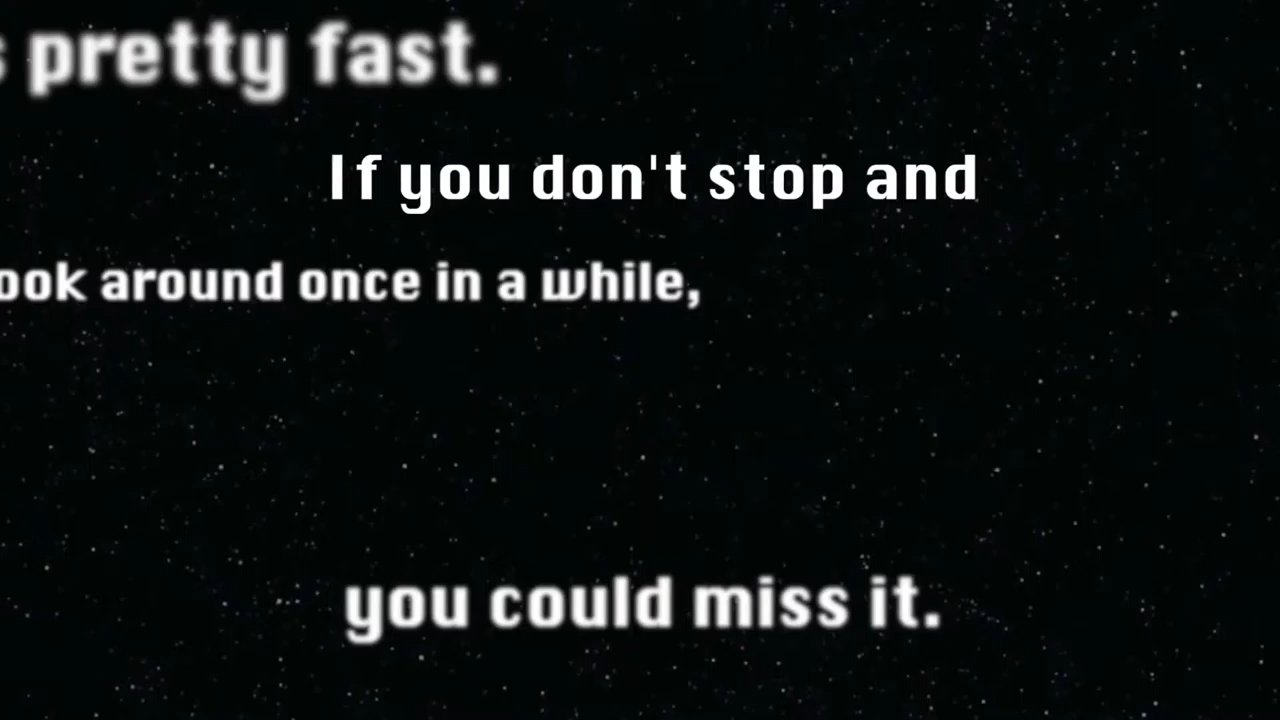 s pretty fast.
If you don't stop and
ook around once in a while,
you could miss it.